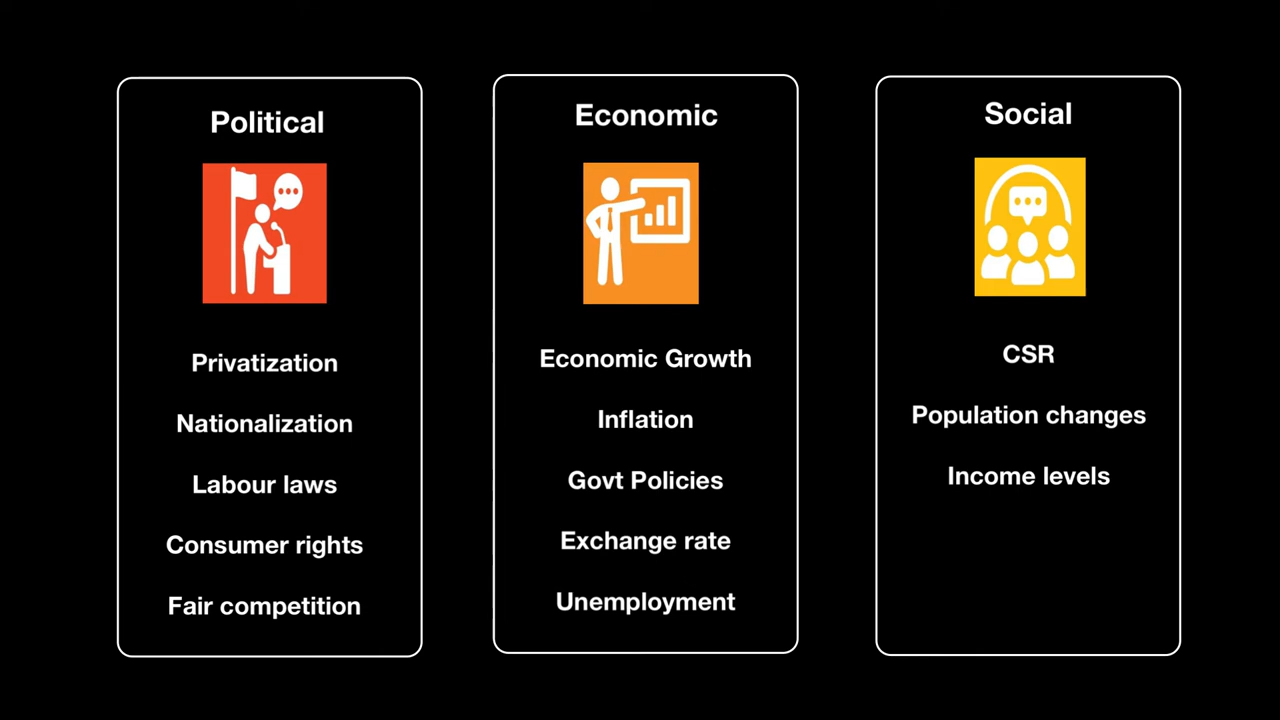 Political
Privatization
Nationalization
Labour laws
Consumer rights
Fair competition
Economic
Economic Growth
Inflation
Govt Policies
Exchange rate
Unemployment
Social
CSR
Population changes
Income levels